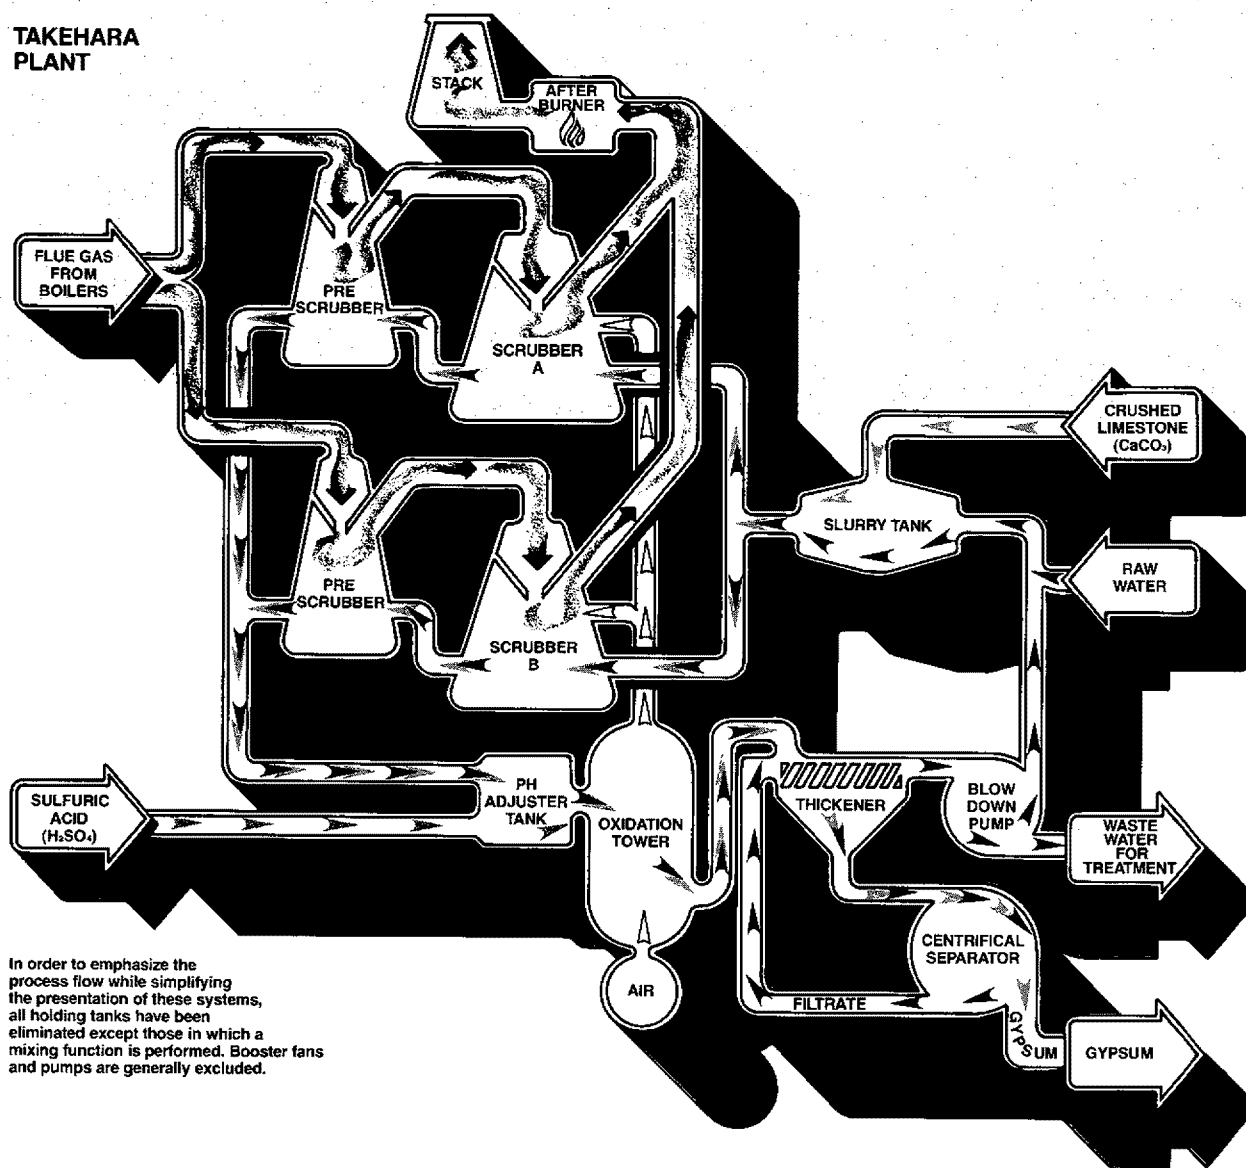 TAKEHARA
PLANT
STACK
AFTER
BURNER
FLUE GAS
FROM
BOILERS
PRE
SCRUBBER
SCRUBBER
A
CRUSHED
LIMESTONE
(CaCO₃)
SLURRY TANK
RAW
WATER
PRE
SCRUBBER
SCRUBBER
B
SULFURIC
ACID
(H₂SO₄)
PH
ADJUSTER
TANK
OXIDATION
TOWER
THICKENER
BLOW
DOWN
PUMP
WASTE
WATER
FOR
TREATMENT
CENTRIFICAL
SEPARATOR
AIR
FILTRATE
GYPSUM
GYPSUM
In order to emphasize the
process flow while simplifying
the presentation of these systems,
all holding tanks have been
eliminated except those in which a
mixing function is performed. Booster fans
and pumps are generally excluded.